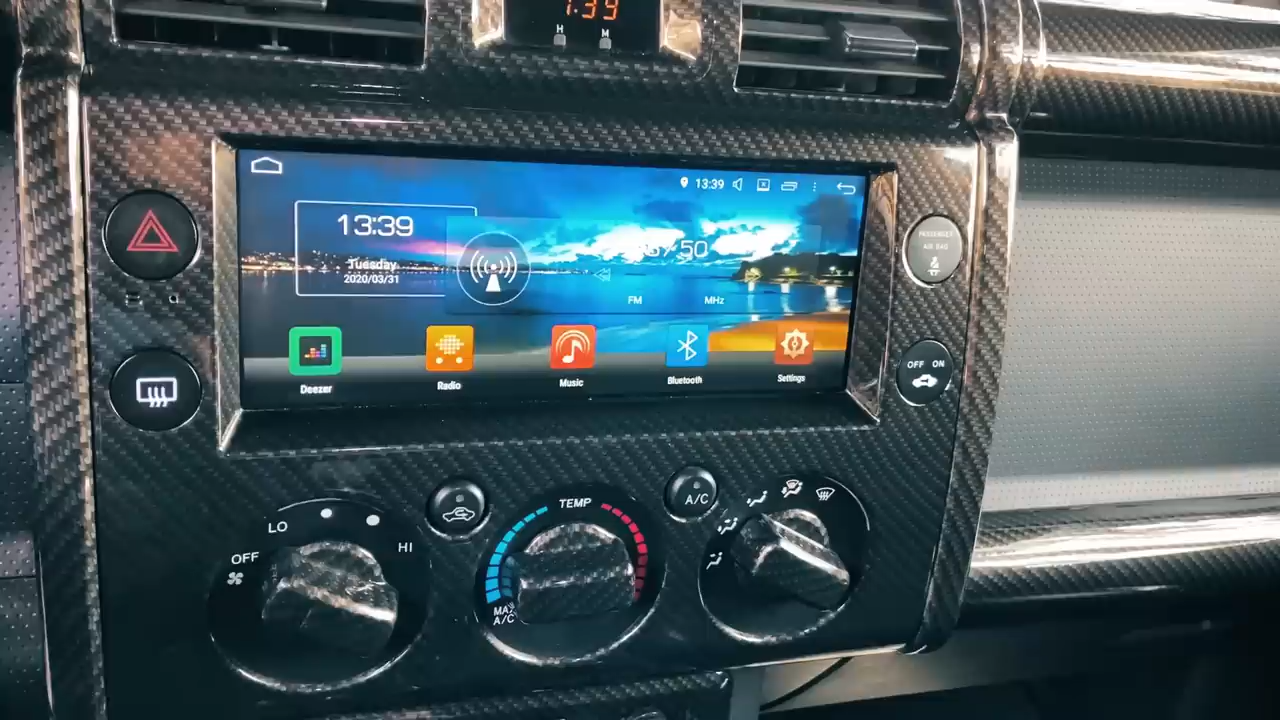 1:39
H M
13:39
13:39
Tuesday
2020/03/31
FM MHz
Deezer
Radio
Music
Bluetooth
Settings
PASSENGER
AIR BAG
OFF ON
LO
HI
OFF
TEMP
MAX
A/C
A/C